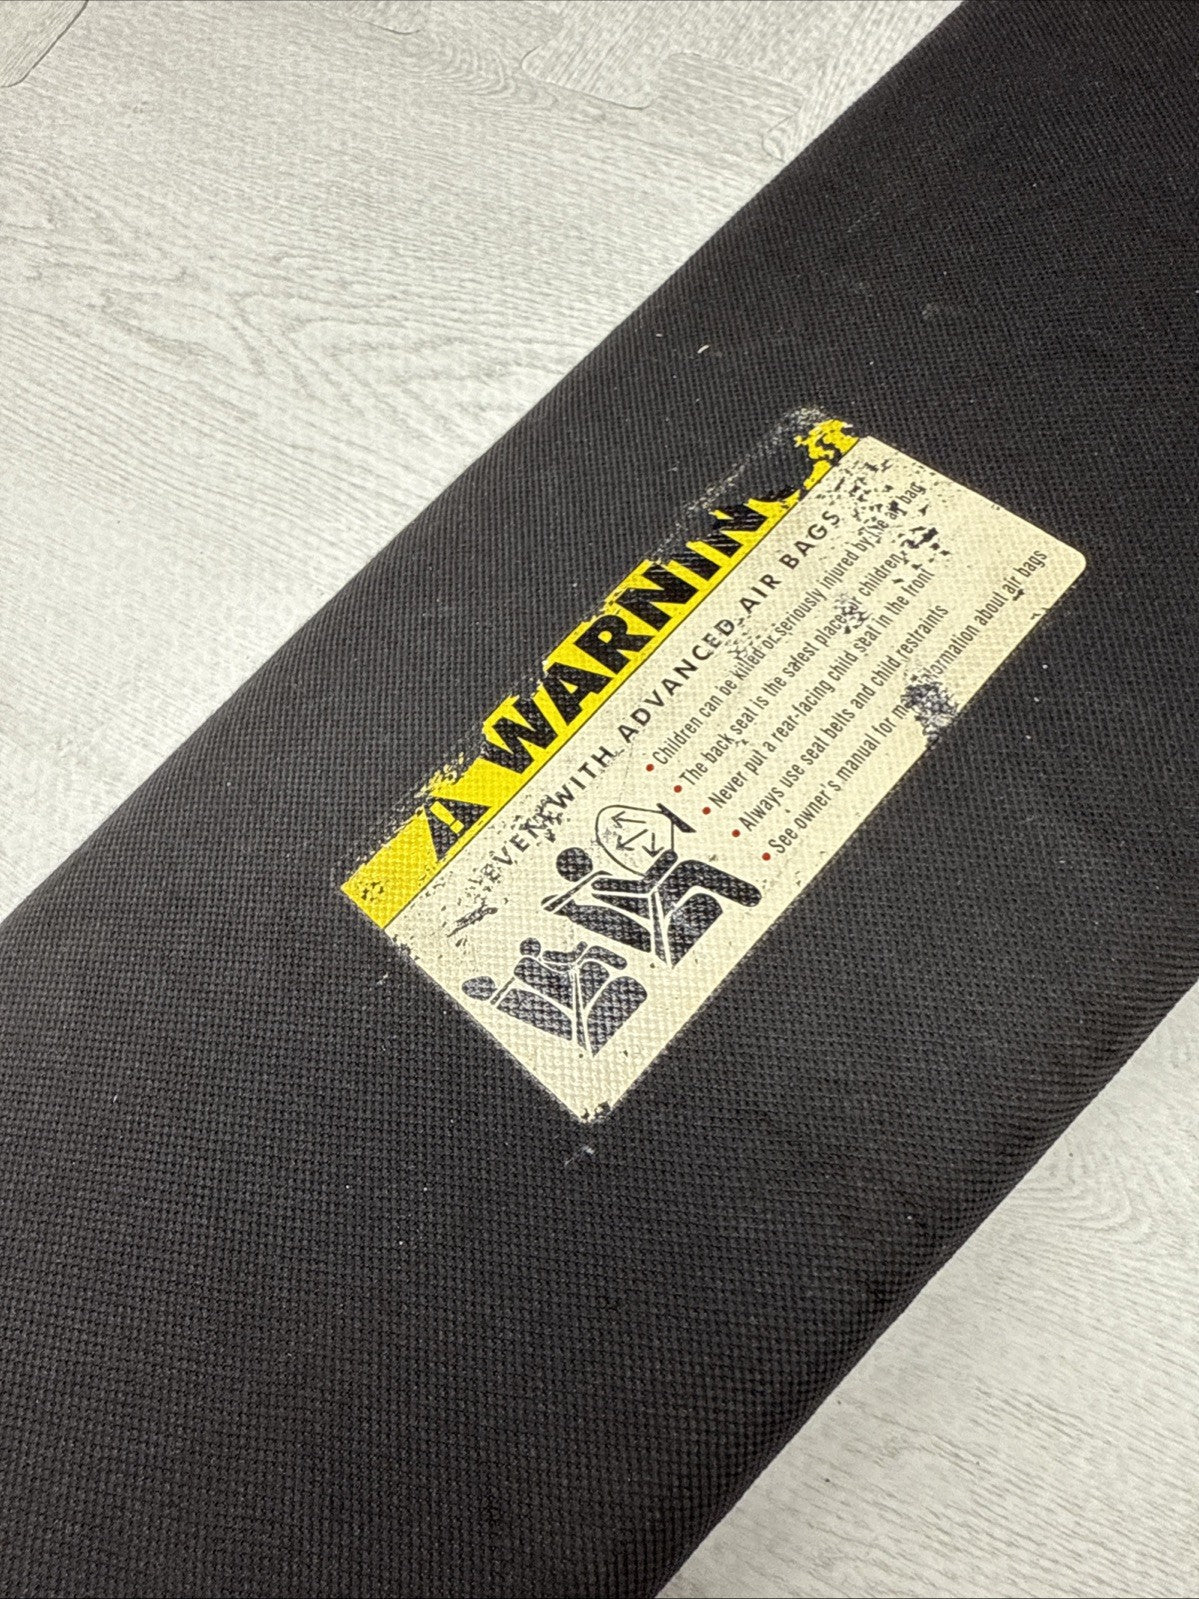 WARNING
EVEN WITH ADVANCED AIR BAGS
• Children can be killed or seriously injured by the air bag
• The back seat is the safest place for children
• Never put a rear-facing child seat in the front
• Always use seat belts and child restraints
• See owner's manual for more information about air bags